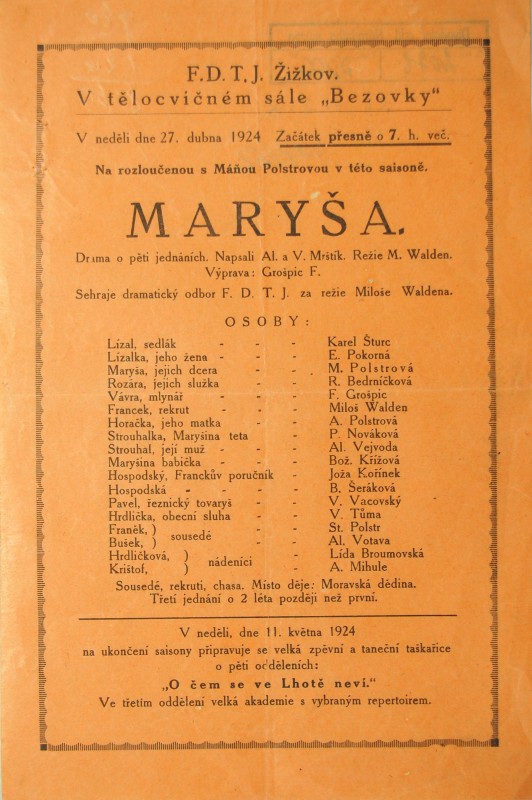 F.D.T.J. Žižkov.
V tělocvičném sále „Bezovky"
V neděli dne 27. dubna 1924 Začátek přesně o 7. h. več.
Na rozloučenou s Máňou Polstrovou v této saisoně.
MARYŠA.
Drama o pěti jednáních. Napsali Al. a V. Mrštík. Režie M. Walden.
Výprava: Grošpic F.
Sehraje dramatický odbor F. D. T. J. za režie Miloše Waldena.
OSOBY:
Lízal, sedlák - - - Karel Šturc
Lízalka, jeho žena - - - E. Pokorná
Maryša, jejich dcera - - . M. Polstrová
Rozára, jejich služka - - R. Bedrníčková
Vávra, mlynář - - - F. Grošpic
Francek, rekrut - - - Miloš Walden
Horačka, jeho matka - - A. Polstrová
Strouhalka, Maryšina teta - P. Nováková
Strouhal, její muž - - - Al. Vejvoda
Maryšina babička - - - Bož. Křížová
Hospodský, Franckův poručník - Joža Kořínek
Hospodská - - - - B. Šeráková
Pavel, řeznický tovaryš - - V. Vacovský
Hrdlička, obecní sluha - - V. Tůma
Franěk, ) sousedé - - St. Polstr
Bušek, ) - - Al. Votava
Hrdličková, ) nádeníci - Lída Broumovská
Krištof, ) - A. Mihule
Sousedé, rekruti, chasa. Místo děje: Moravská dědina.
Třetí jednání o 2 léta později než první.
V neděli, dne 11. května 1924
na ukončení saisony připravuje se velká zpěvní a taneční taškařice
o pěti odděleních:
„O čem se ve Lhotě neví."
Ve třetím oddělení velká akademie s vybraným repertoirem.